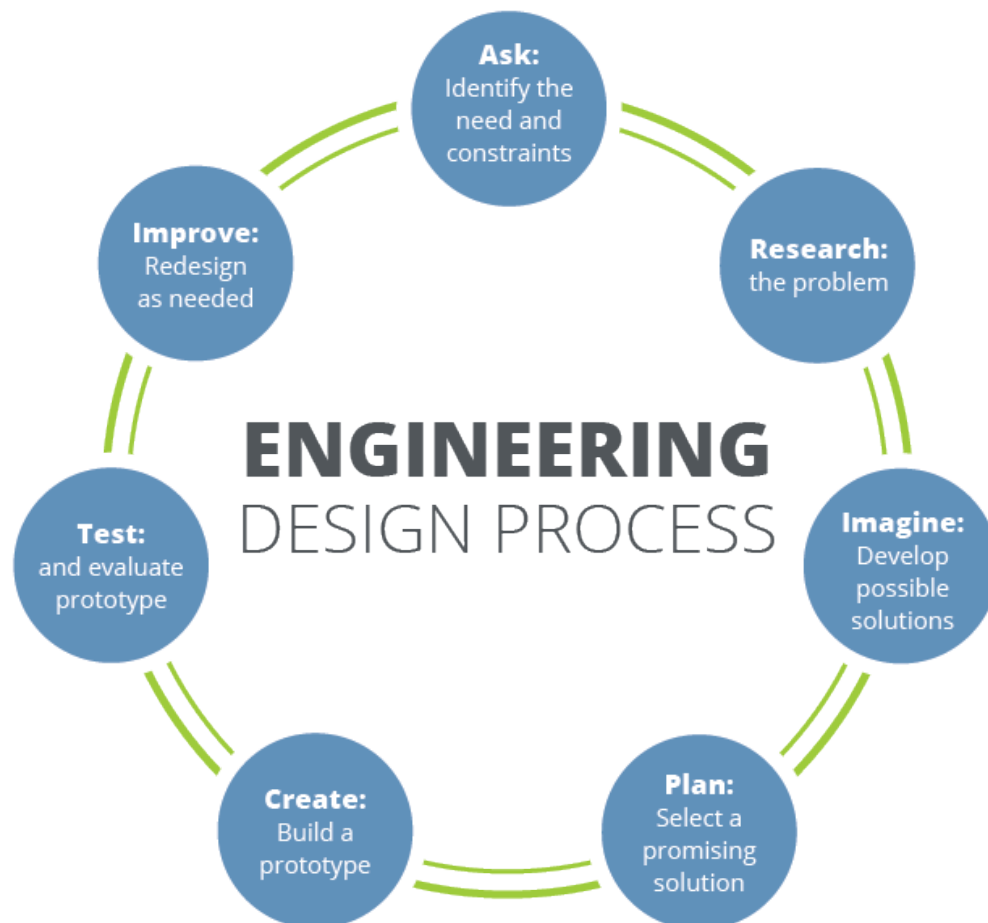 Ask:
Identify the
need and
constraints
Research:
the problem
Imagine:
Develop
possible
solutions
Plan:
Select a
promising
solution
Create:
Build a
prototype
Test:
and evaluate
prototype
Improve:
Redesign
as needed
ENGINEERING
DESIGN PROCESS